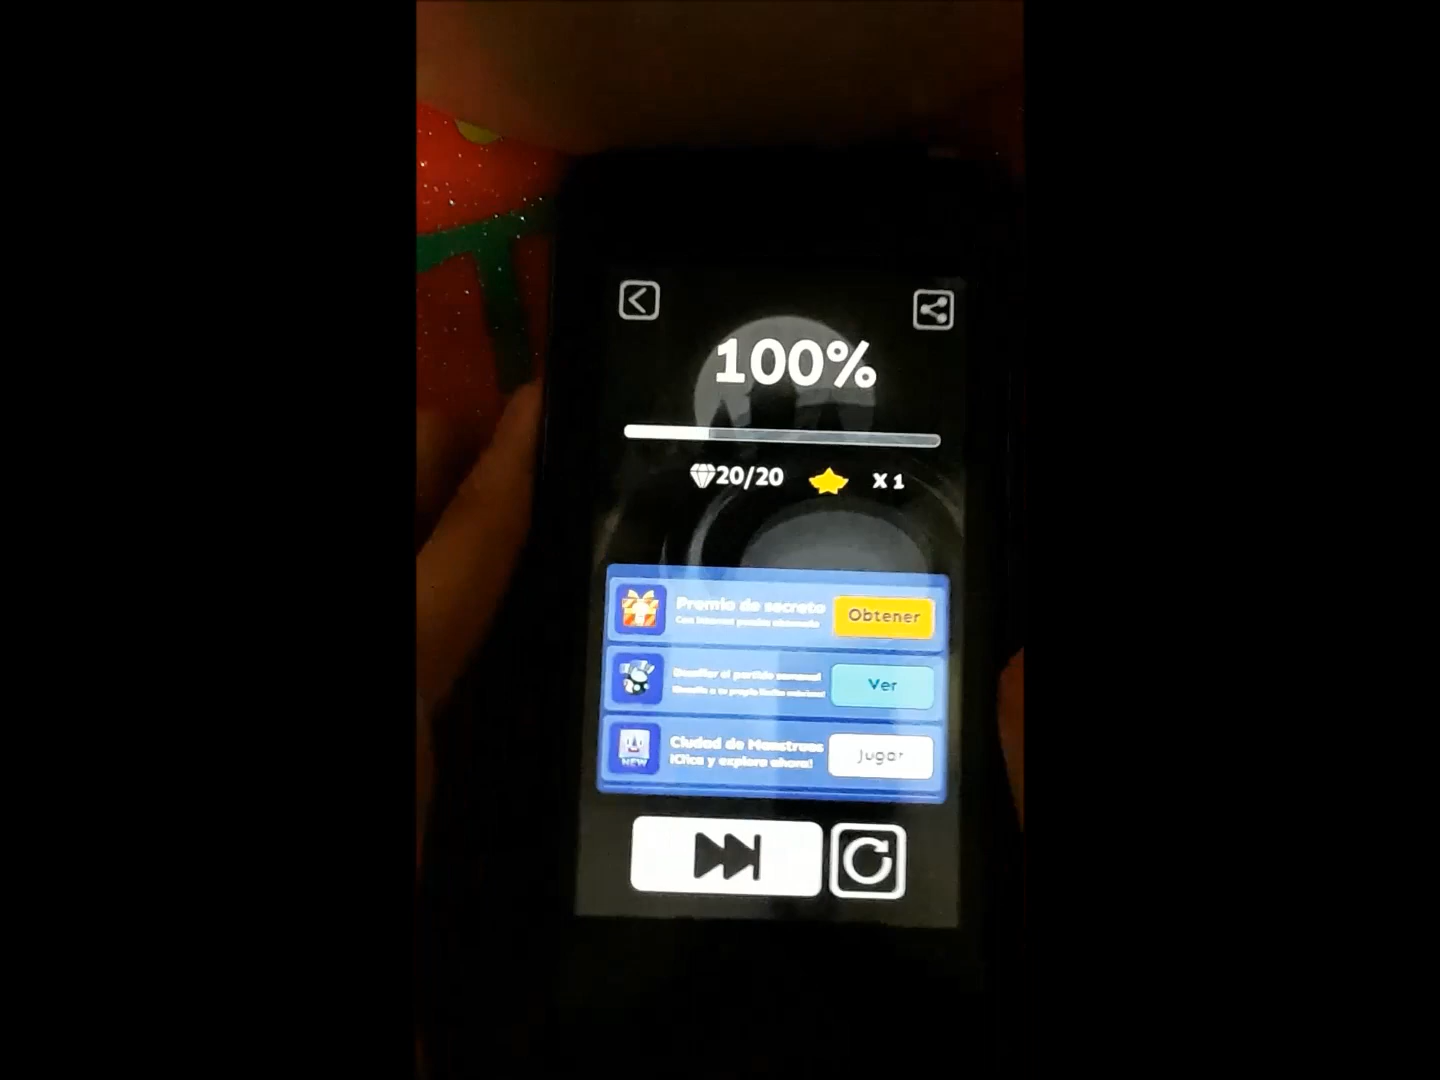 100%
20/20 X 1
Premio de secreto
Obtener
Ver
Ciudad de Monstruos
¡Clica y explora ahora!
Jugar
NEW